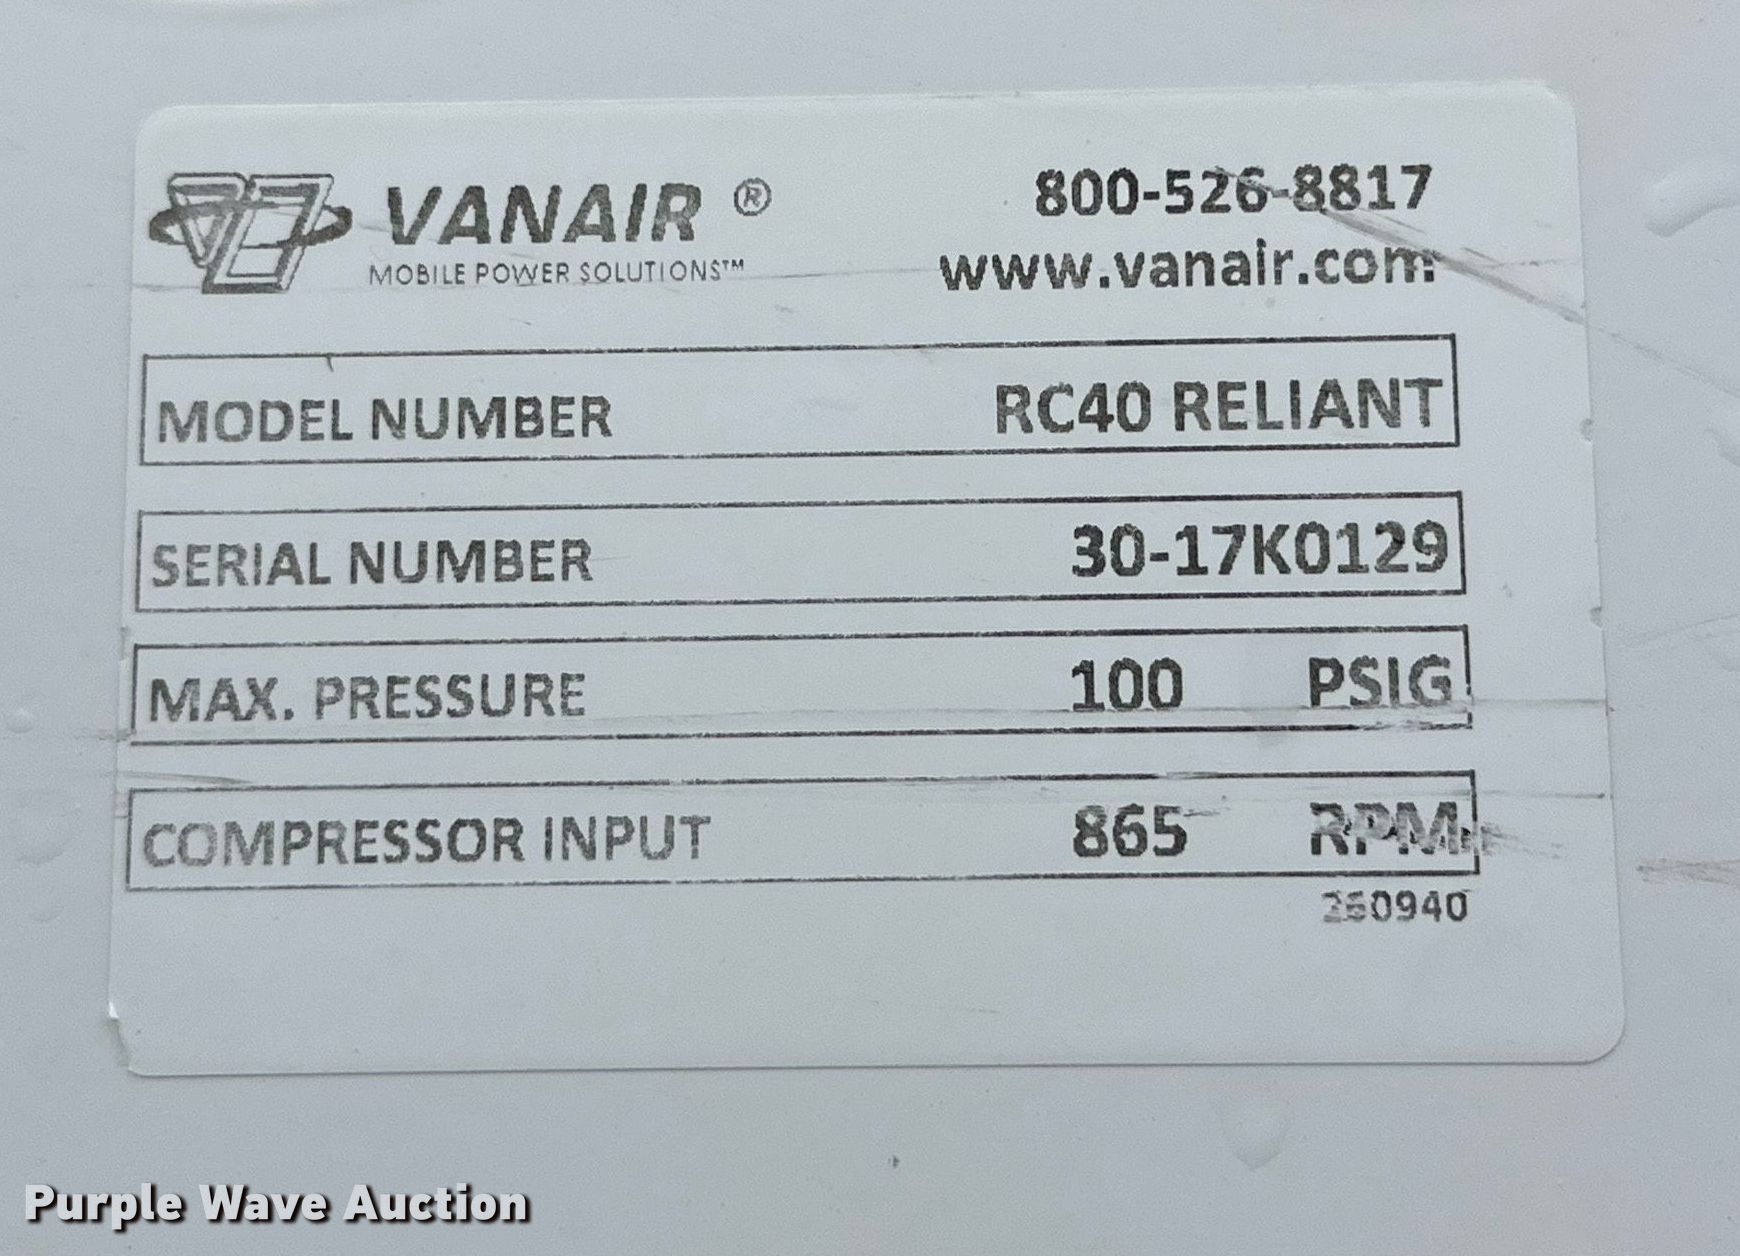 VANAIR ®
MOBILE POWER SOLUTIONS™
800-526-8817
www.vanair.com
MODEL NUMBER RC40 RELIANT
SERIAL NUMBER 30-17K0129
MAX. PRESSURE 100 PSIG
COMPRESSOR INPUT 865 RPM
260940
Purple Wave Auction